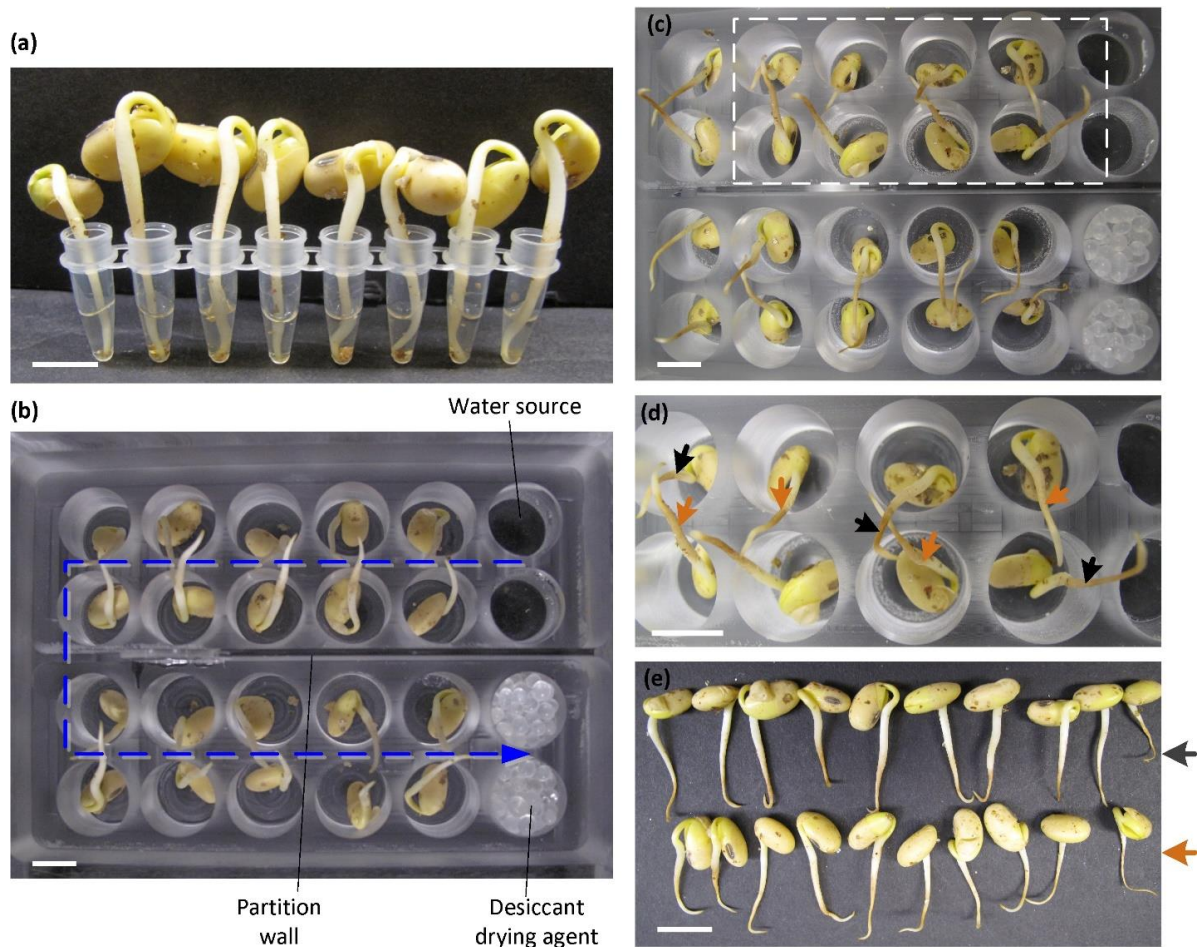 (a)
(b)
Water source
Partition
wall
Desiccant
drying agent
(c)
(d)
(e)